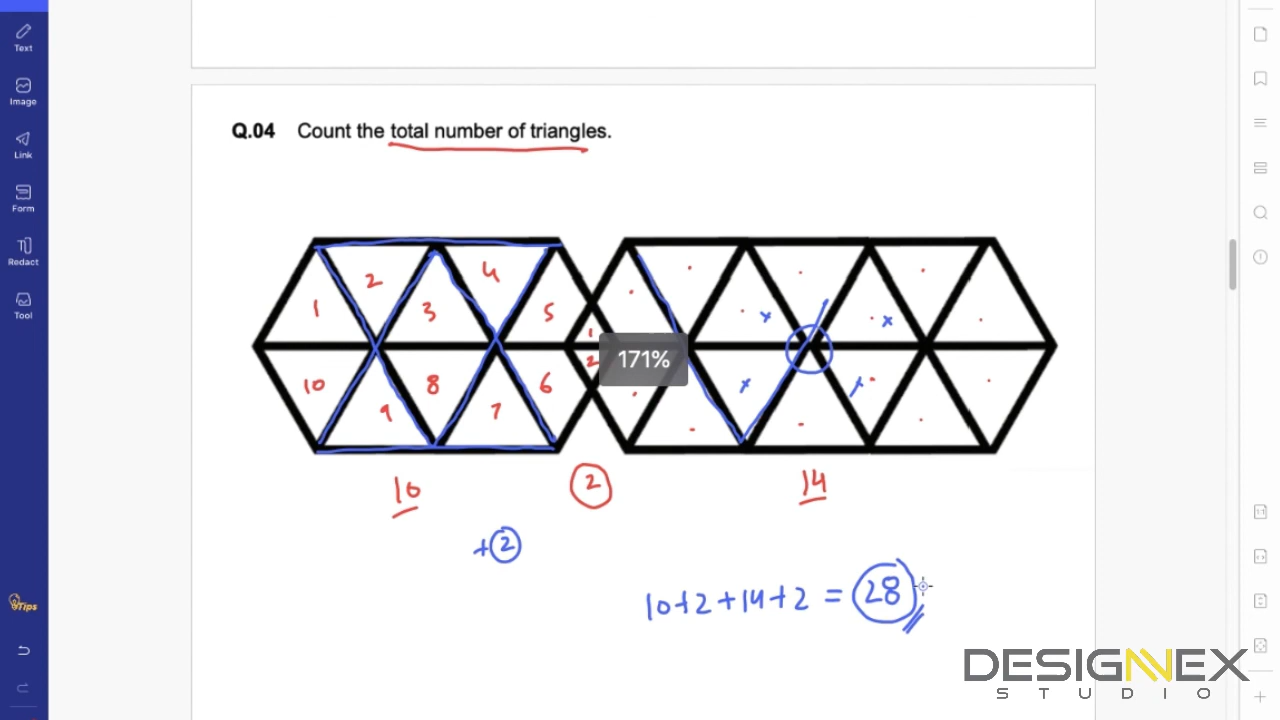 Text
Image
Link
Form
Redact
Tool
Tips
Q.04 Count the total number of triangles.
1 2 3 4 5 1
10 9 8 7 6 2
171%
10 2 14
+2
10+2+14+2 = 28
DESIGNEX
STUDIO